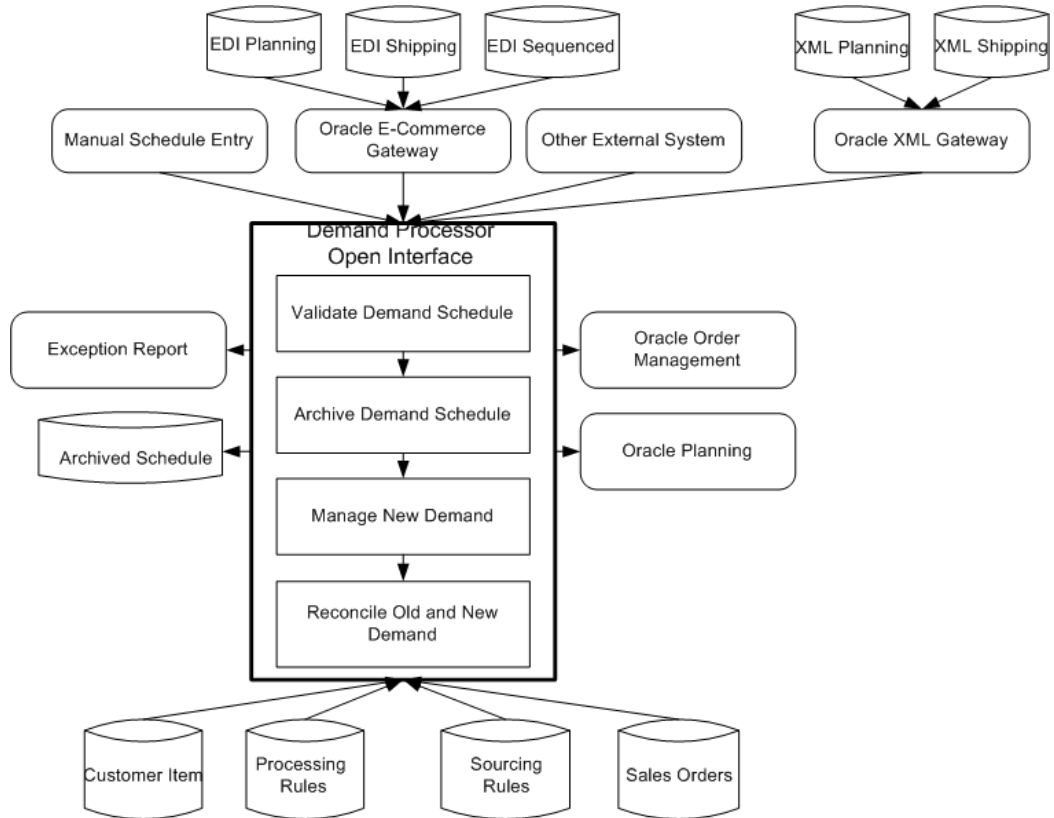 EDI Planning
EDI Shipping
EDI Sequenced
XML Planning
XML Shipping
Manual Schedule Entry
Oracle E-Commerce
Gateway
Other External System
Oracle XML Gateway
Demand Processor
Open Interface
Validate Demand Schedule
Exception Report
Oracle Order
Management
Archive Demand Schedule
Archived Schedule
Oracle Planning
Manage New Demand
Reconcile Old and New
Demand
Customer Item
Processing
Rules
Sourcing
Rules
Sales Orders